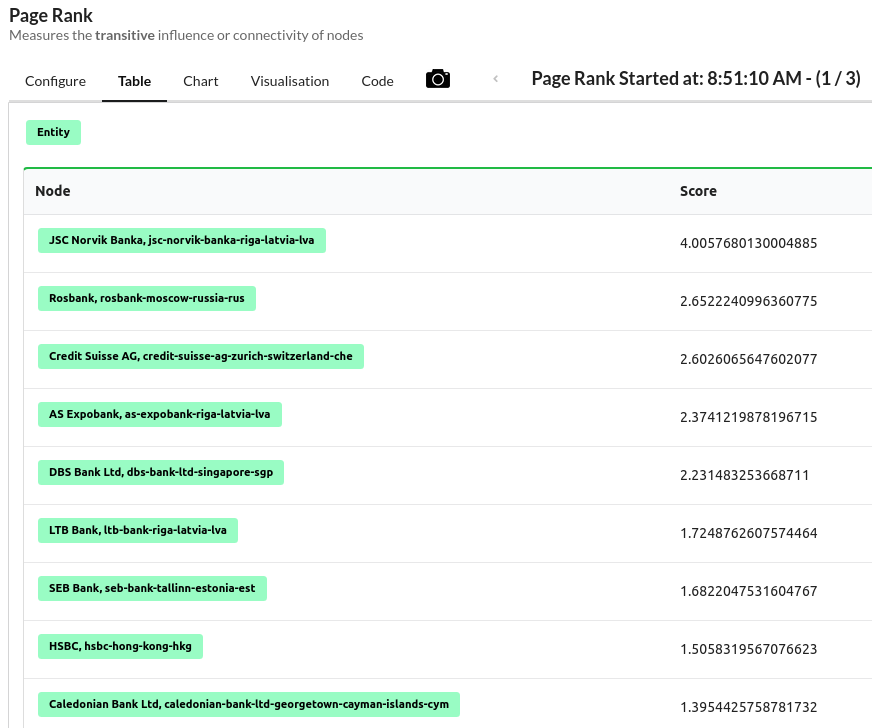 Page Rank
Measures the transitive influence or connectivity of nodes
Configure Table Chart Visualisation Code ‹ Page Rank Started at: 8:51:10 AM - (1 / 3)
Entity
Node Score
JSC Norvik Banka, jsc-norvik-banka-riga-latvia-lva 4.0057680130004885
Rosbank, rosbank-moscow-russia-rus 2.6522240996360775
Credit Suisse AG, credit-suisse-ag-zurich-switzerland-che 2.6026065647602077
AS Expobank, as-expobank-riga-latvia-lva 2.3741219878196715
DBS Bank Ltd, dbs-bank-ltd-singapore-sgp 2.231483253668711
LTB Bank, ltb-bank-riga-latvia-lva 1.7248762607574464
SEB Bank, seb-bank-tallinn-estonia-est 1.6822047531604767
HSBC, hsbc-hong-kong-hkg 1.5058319567076623
Caledonian Bank Ltd, caledonian-bank-ltd-georgetown-cayman-islands-cym 1.3954425758781732